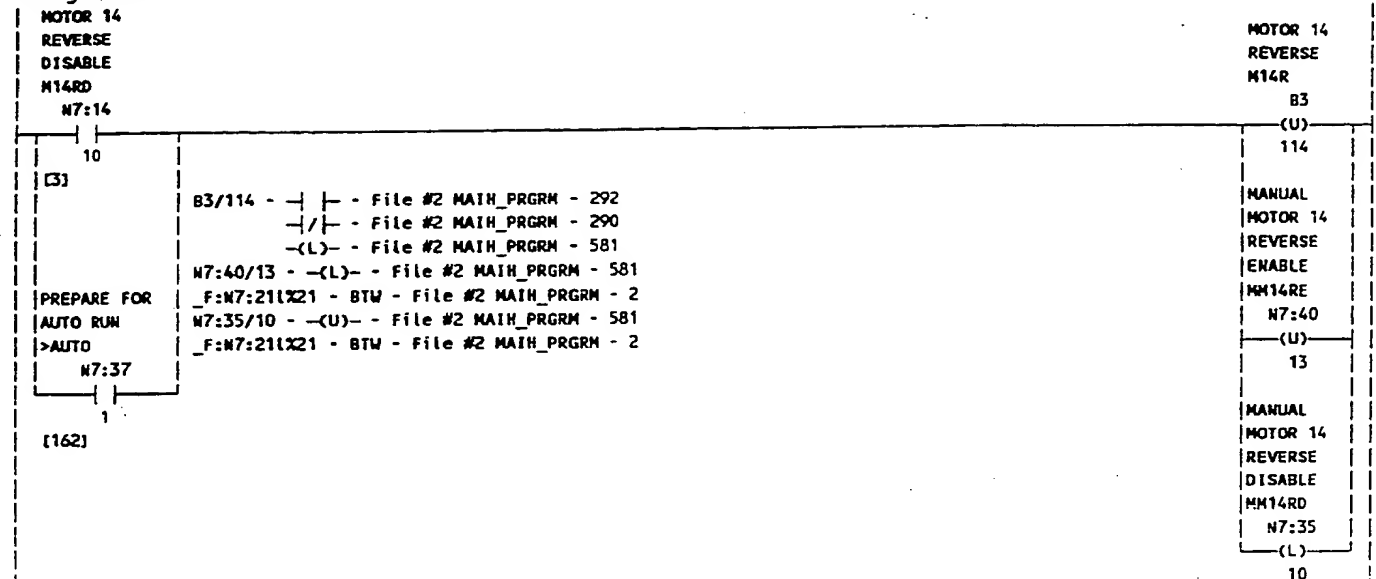 MOTOR 14
REVERSE
DISABLE
M14RD
N7:14
10
[3]
PREPARE FOR
AUTO RUN
>AUTO
N7:37
1
[162]
B3/114 - -| |- - File #2 MAIN_PRGRM - 292
-|/|- - File #2 MAIN_PRGRM - 290
-(L)- - File #2 MAIN_PRGRM - 581
N7:40/13 - -(L)- - File #2 MAIN_PRGRM - 581
_F:N7:211%21 - BTW - File #2 MAIN_PRGRM - 2
N7:35/10 - -(U)- - File #2 MAIN_PRGRM - 581
_F:N7:211%21 - BTW - File #2 MAIN_PRGRM - 2
MOTOR 14
REVERSE
M14R
B3
(U)
114
MANUAL
MOTOR 14
REVERSE
ENABLE
MM14RE
N7:40
(U)
13
MANUAL
MOTOR 14
REVERSE
DISABLE
MM14RD
N7:35
(L)
10